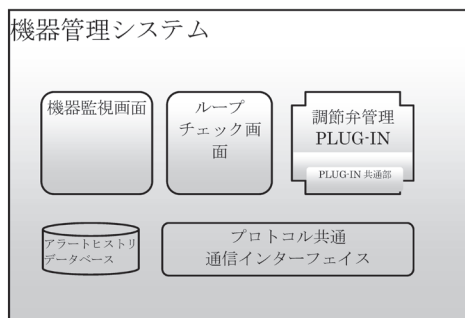 機器管理システム
機器監視画面
ループ
チェック画
面
調節弁管理
PLUG-IN
PLUG-IN 共通部
アラートヒストリ
データベース
プロトコル共通
通信インターフェイス